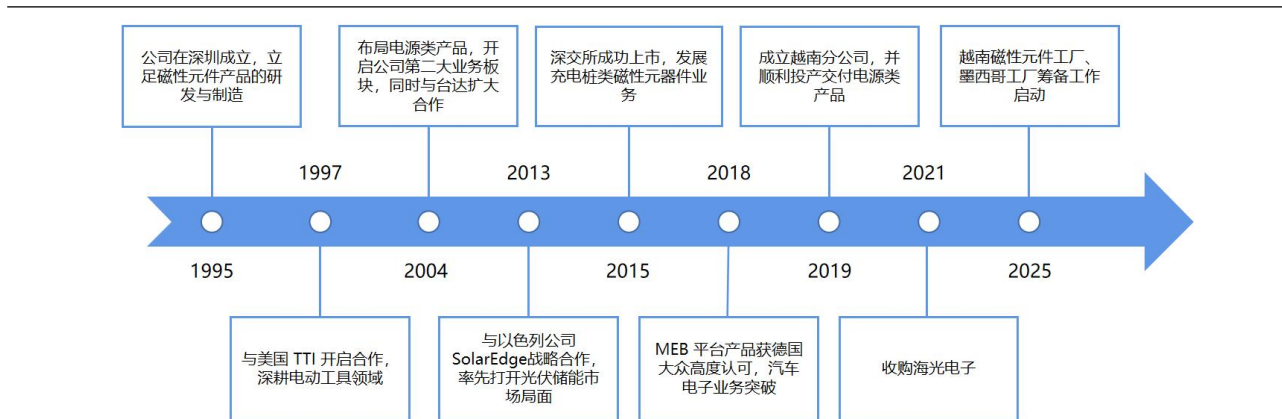 公司在深圳成立，立
足磁性元件产品的研
发与制造
布局电源类产品，开
启公司第二大业务板
块，同时与台达扩大
合作
深交所成功上市，发展
充电桩类磁性元器件业
务
成立越南分公司，并
顺利投产交付电源类
产品
越南磁性元件工厂、
墨西哥工厂筹备工作
启动
1997
2013
2018
2021
1995
2004
2015
2019
2025
与美国 TTI 开启合作，
深耕电动工具领域
与以色列公司
SolarEdge战略合作，
率先打开光伏储能市
场局面
MEB 平台产品获德国
大众高度认可，汽车
电子业务突破
收购海光电子